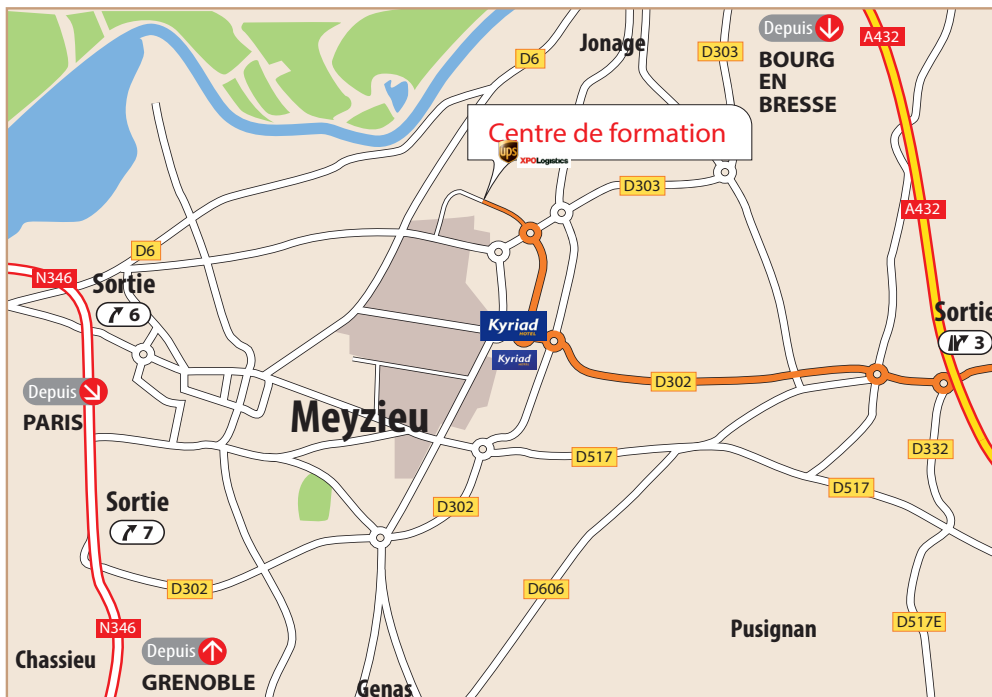 Depuis
A432
Jonage
D303
D6
BOURG
EN
BRESSE
Centre de formation
ups
XPOLogistics
D303
A432
D6
N346
Sortie
6
Kyriad
HOTEL
Sortie
3
Kyriad
Depuis
PARIS
D302
Meyzieu
D517
D332
D517
Sortie
7
D302
D302
D606
D517E
N346
Pusignan
Depuis
GRENOBLE
Chassieu
Genas